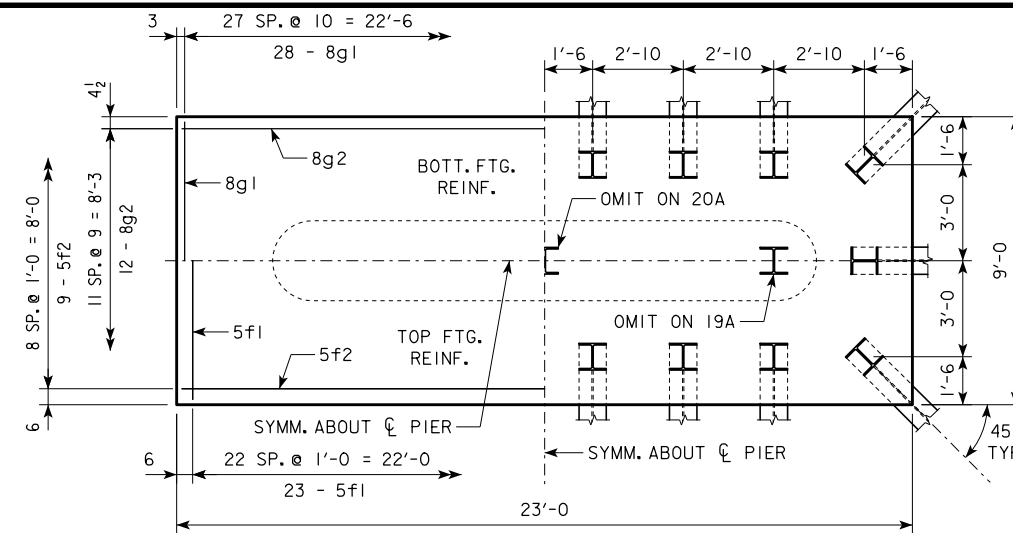 3
27 SP. @ 10 = 22'-6
28 - 8g1
1'-6
2'-10
2'-10
2'-10
1'-6
4½
8g2
8g1
BOTT. FTG.
REINF.
OMIT ON 20A
1'-6
3'-0
3'-0
1'-6
9'-0
8 SP. @ 1'-0 = 8'-0
9 - 5f2
11 SP. @ 9 = 8'-3
12 - 8g2
5f1
5f2
TOP FTG.
REINF.
OMIT ON 19A
6
SYMM. ABOUT ℄ PIER
SYMM. ABOUT ℄ PIER
45
TY
6
22 SP. @ 1'-0 = 22'-0
23 - 5f1
23'-0